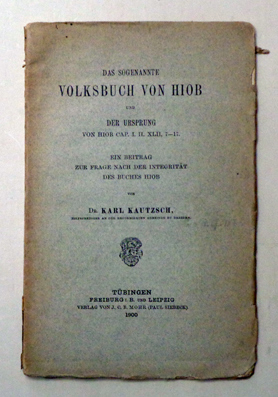 DAS SOGENANNTE
VOLKSBUCH VON HIOB
UND
DER URSPRUNG
VON HIOB CAP. I. II. XLII, 7—17.
EIN BEITRAG
ZUR FRAGE NACH DER INTEGRITÄT
DES BUCHES HIOB
VON
DR. KARL KAUTZSCH,
TÜBINGEN
FREIBURG I. B. UND LEIPZIG
VERLAG VON J. C. B. MOHR (PAUL SIEBECK)
1900